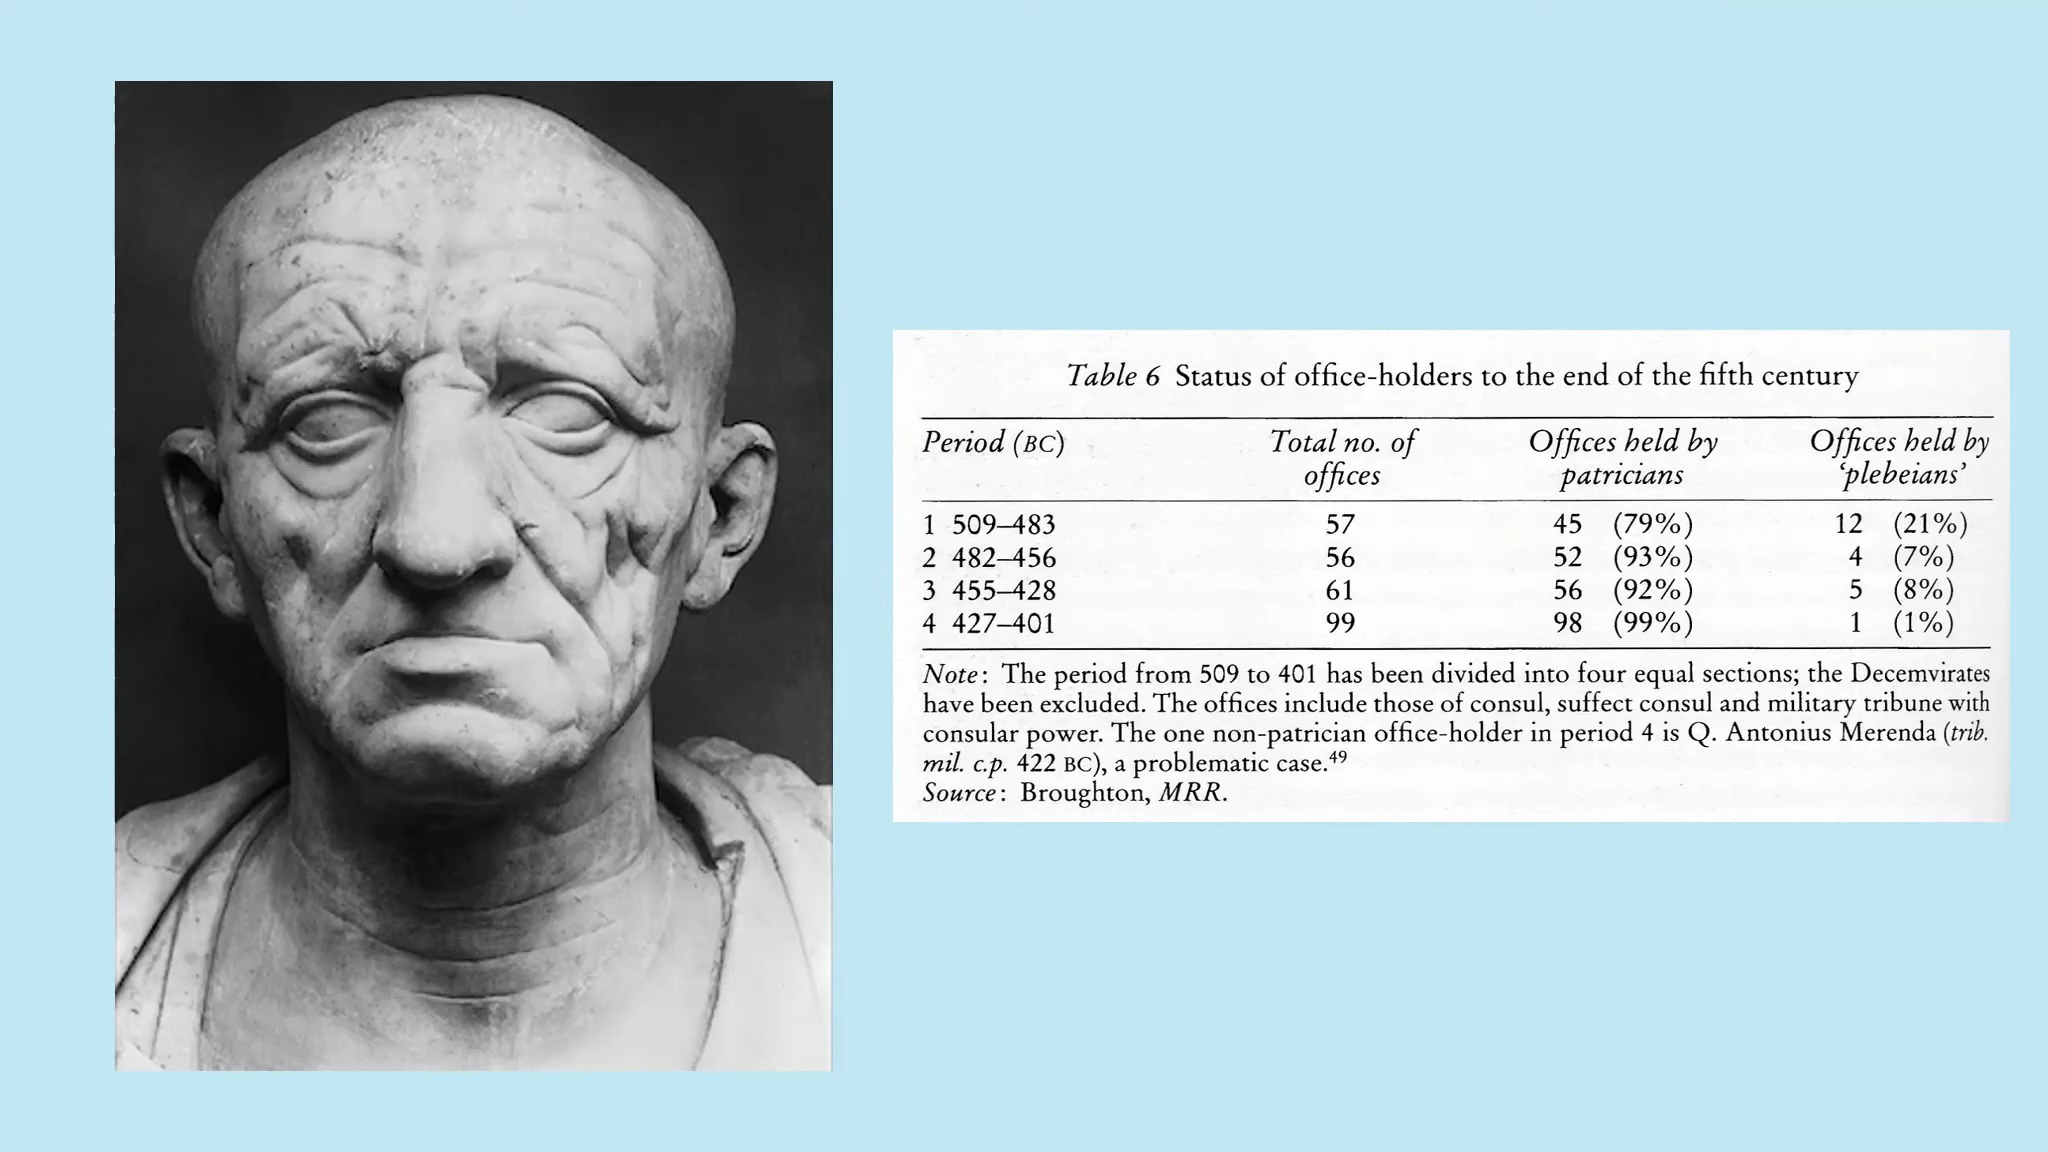 Table 6 Status of office-holders to the end of the fifth century
Period (BC) Total no. of offices Offices held by patricians Offices held by ‘plebeians’
1 509–483 57 45 (79%) 12 (21%)
2 482–456 56 52 (93%) 4 (7%)
3 455–428 61 56 (92%) 5 (8%)
4 427–401 99 98 (99%) 1 (1%)
Note: The period from 509 to 401 has been divided into four equal sections; the Decemvirates
have been excluded. The offices include those of consul, suffect consul and military tribune with
consular power. The one non-patrician office-holder in period 4 is Q. Antonius Merenda (trib.
mil. c.p. 422 BC), a problematic case.49
Source: Broughton, MRR.